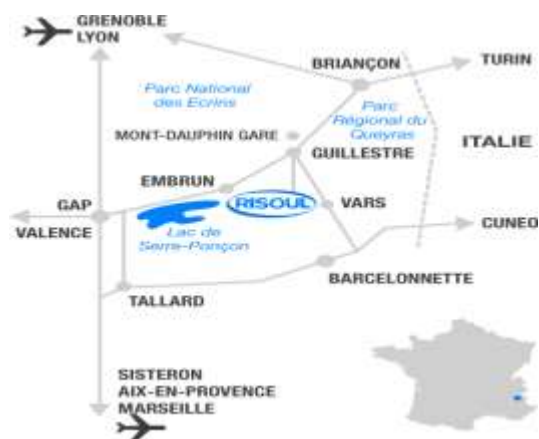 GRENOBLE
LYON
BRIANÇON
TURIN
Parc National
des Ecrins
Parc
Régional du
Queyras
MONT-DAUPHIN GARE
ITALIE
GUILLESTRE
EMBRUN
RISOUL
VARS
GAP
VALENCE
CUNEO
Lac de
Serre-Ponçon
BARCELONNETTE
TALLARD
SISTERON
AIX-EN-PROVENCE
MARSEILLE